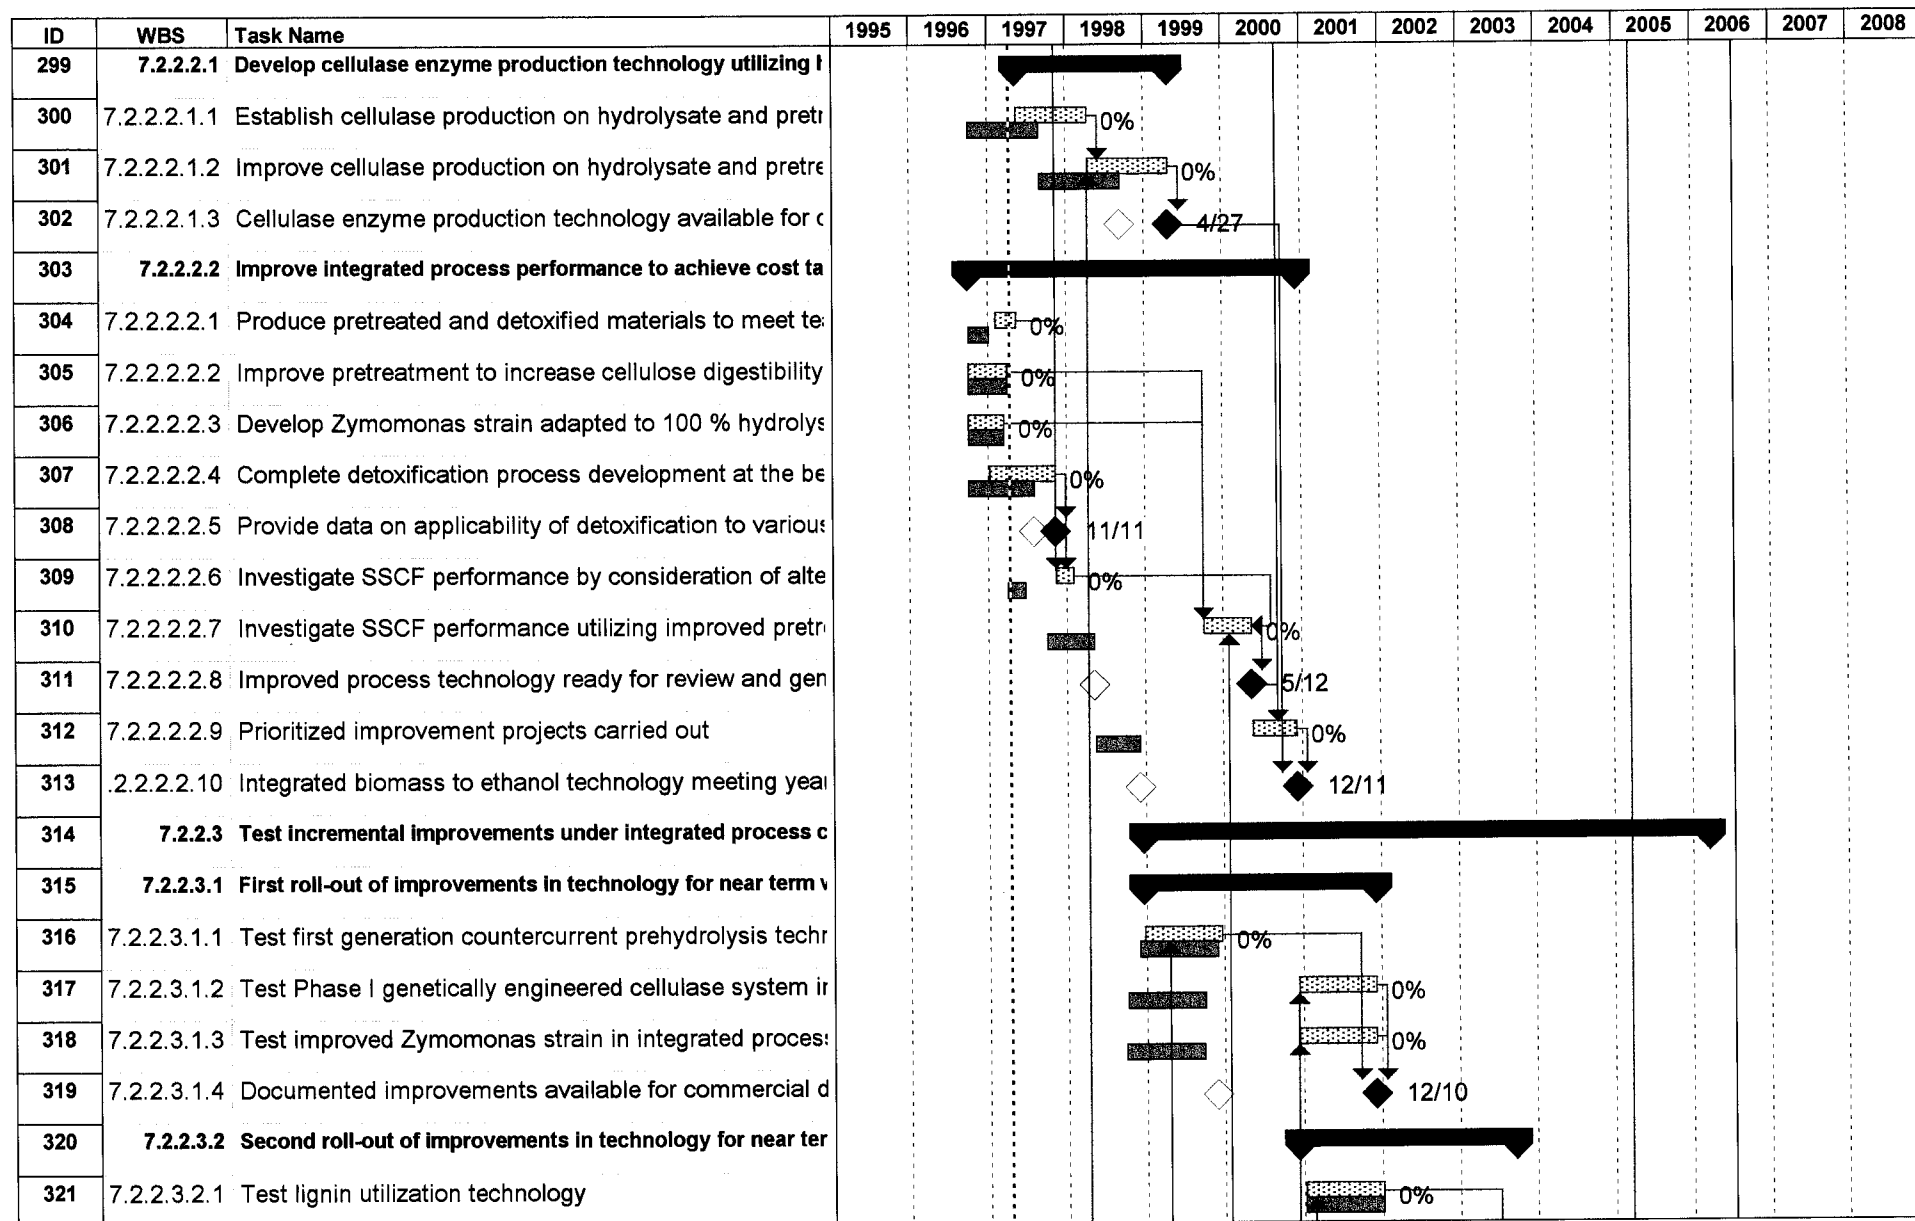 ID WBS Task Name 1995 1996 1997 1998 1999 2000 2001 2002 2003 2004 2005 2006 2007 2008
299 7.2.2.2.1 Develop cellulase enzyme production technology utilizing
300 7.2.2.2.1.1 Establish cellulase production on hydrolysate and pretr 0%
301 7.2.2.2.1.2 Improve cellulase production on hydrolysate and pretre 0%
302 7.2.2.2.1.3 Cellulase enzyme production technology available for c 4/27
303 7.2.2.2.2 Improve integrated process performance to achieve cost ta
304 7.2.2.2.2.1 Produce pretreated and detoxified materials to meet te 0%
305 7.2.2.2.2.2 Improve pretreatment to increase cellulose digestibility 0%
306 7.2.2.2.2.3 Develop Zymomonas strain adapted to 100 % hydrolys 0%
307 7.2.2.2.2.4 Complete detoxification process development at the be 0%
308 7.2.2.2.2.5 Provide data on applicability of detoxification to various 11/11
309 7.2.2.2.2.6 Investigate SSCF performance by consideration of alte 0%
310 7.2.2.2.2.7 Investigate SSCF performance utilizing improved pretr 0%
311 7.2.2.2.2.8 Improved process technology ready for review and gen 5/12
312 7.2.2.2.2.9 Prioritized improvement projects carried out 0%
313 .2.2.2.2.10 Integrated biomass to ethanol technology meeting year 12/11
314 7.2.2.3 Test incremental improvements under integrated process c
315 7.2.2.3.1 First roll-out of improvements in technology for near term v
316 7.2.2.3.1.1 Test first generation countercurrent prehydrolysis techn 0%
317 7.2.2.3.1.2 Test Phase I genetically engineered cellulase system in 0%
318 7.2.2.3.1.3 Test improved Zymomonas strain in integrated process 0%
319 7.2.2.3.1.4 Documented improvements available for commercial d 12/10
320 7.2.2.3.2 Second roll-out of improvements in technology for near ter
321 7.2.2.3.2.1 Test lignin utilization technology 0%